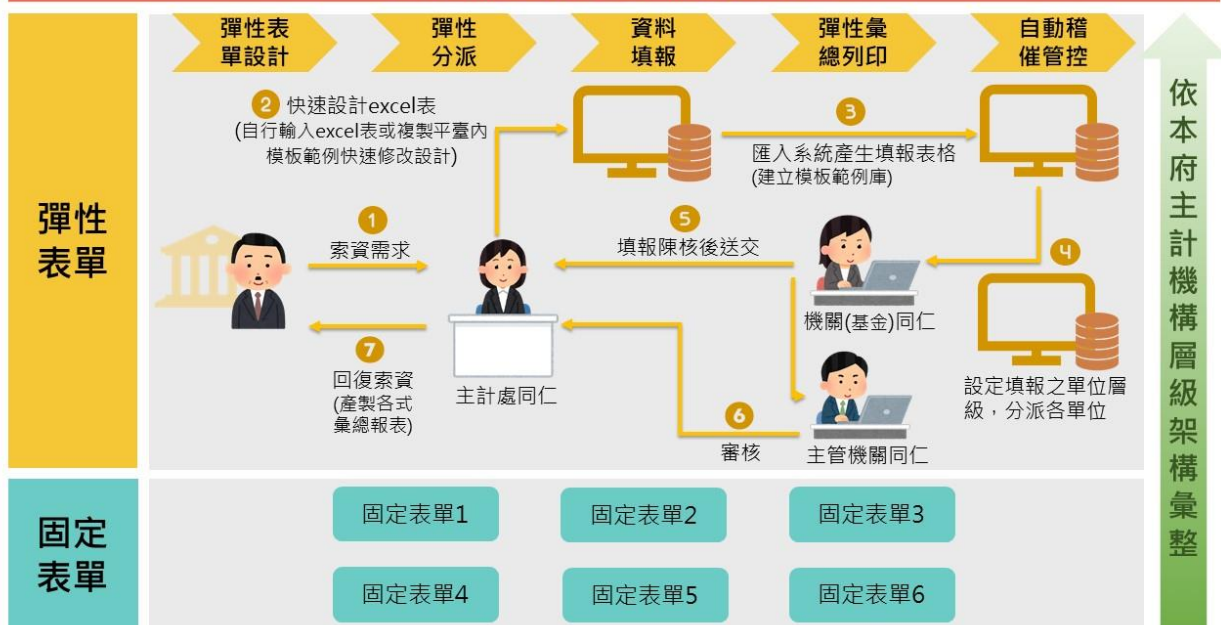 彈性表
單設計
彈性
分派
資料
填報
彈性彙
總列印
自動稽
催管控
彈性
表單
2 快速設計excel表
(自行輸入excel表或複製平臺內
模板範例快速修改設計)
3
匯入系統產生填報表格
(建立模板範例庫)
1
索資需求
5
填報陳核後送交
4
機關(基金)同仁
設定填報之單位層
級，分派各單位
7
回復索資
(產製各式
彙總報表)
主計處同仁
6
審核
主管機關同仁
依本府主計機構層級架構彙整
固定
表單
固定表單1
固定表單2
固定表單3
固定表單4
固定表單5
固定表單6